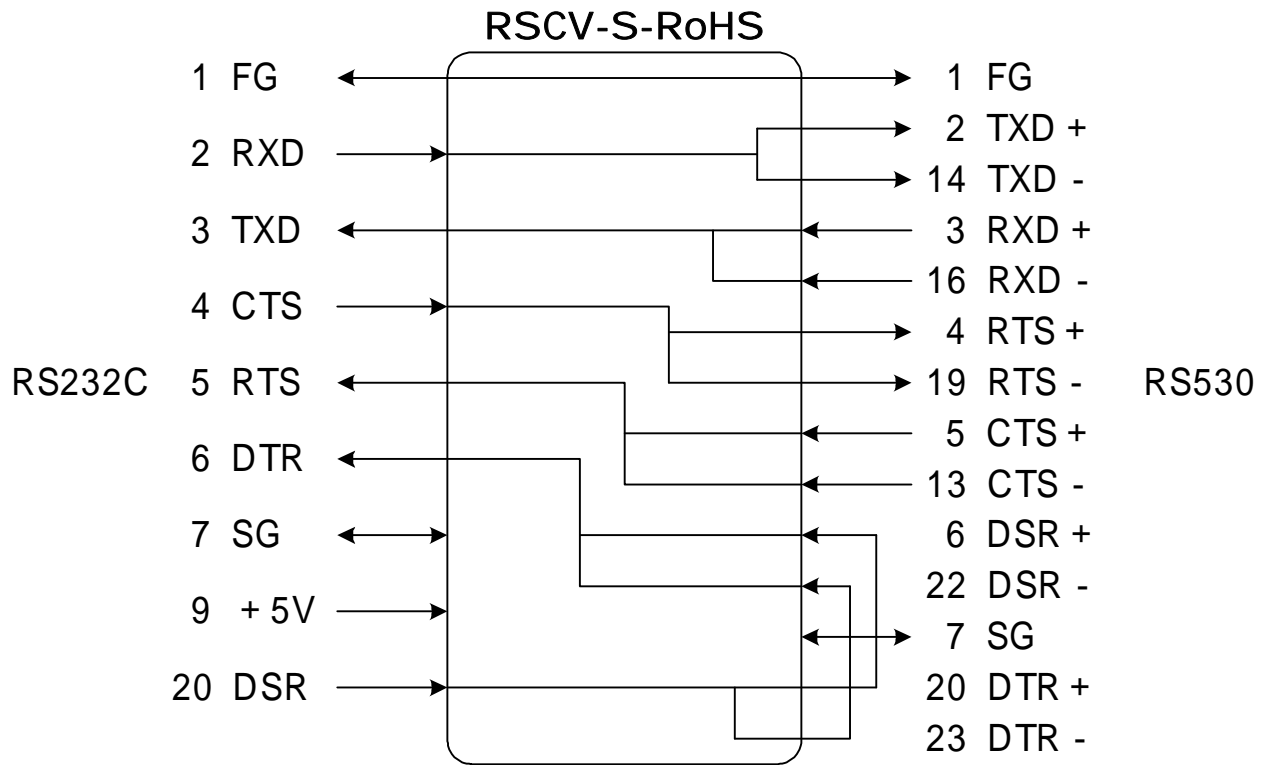 RSCV-S-RoHS
1 FG
2 RXD
3 TXD
4 CTS
RS232C 5 RTS
6 DTR
7 SG
9 +5V
20 DSR
1 FG
2 TXD +
14 TXD -
3 RXD +
16 RXD -
4 RTS +
19 RTS - RS530
5 CTS +
13 CTS -
6 DSR +
22 DSR -
7 SG
20 DTR +
23 DTR -